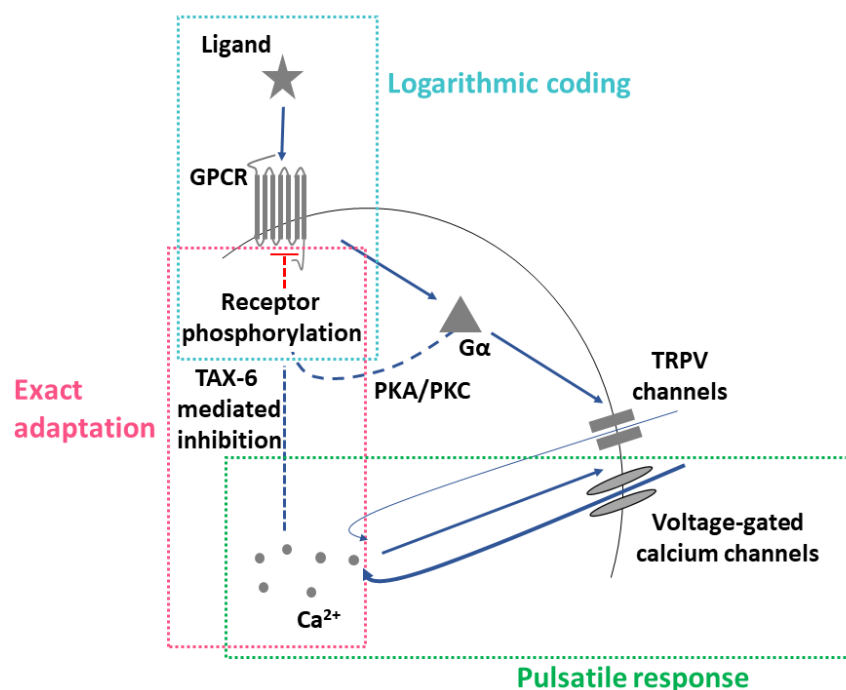 Ligand
Logarithmic coding
GPCR
Receptor
phosphorylation
Gα
TRPV
channels
Exact
adaptation
TAX-6
mediated
inhibition
PKA/PKC
Voltage-gated
calcium channels
Ca²⁺
Pulsatile response